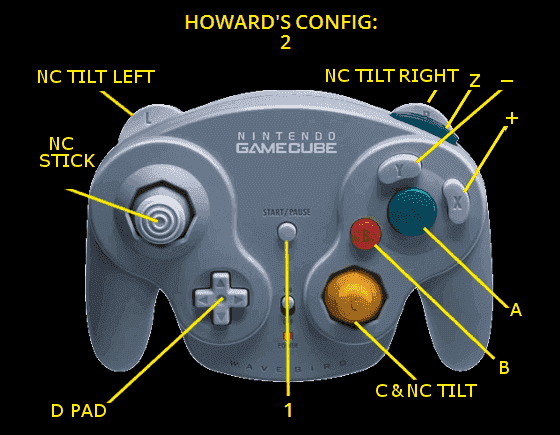 HOWARD'S CONFIG:
2
NC TILT LEFT
NC TILT RIGHT
Z
–
+
L
NC
STICK
NINTENDO
GAMECUBE
Y
X
START/PAUSE
A
B
C
POWER
WAVEBIRD
C & NC TILT
D PAD
1